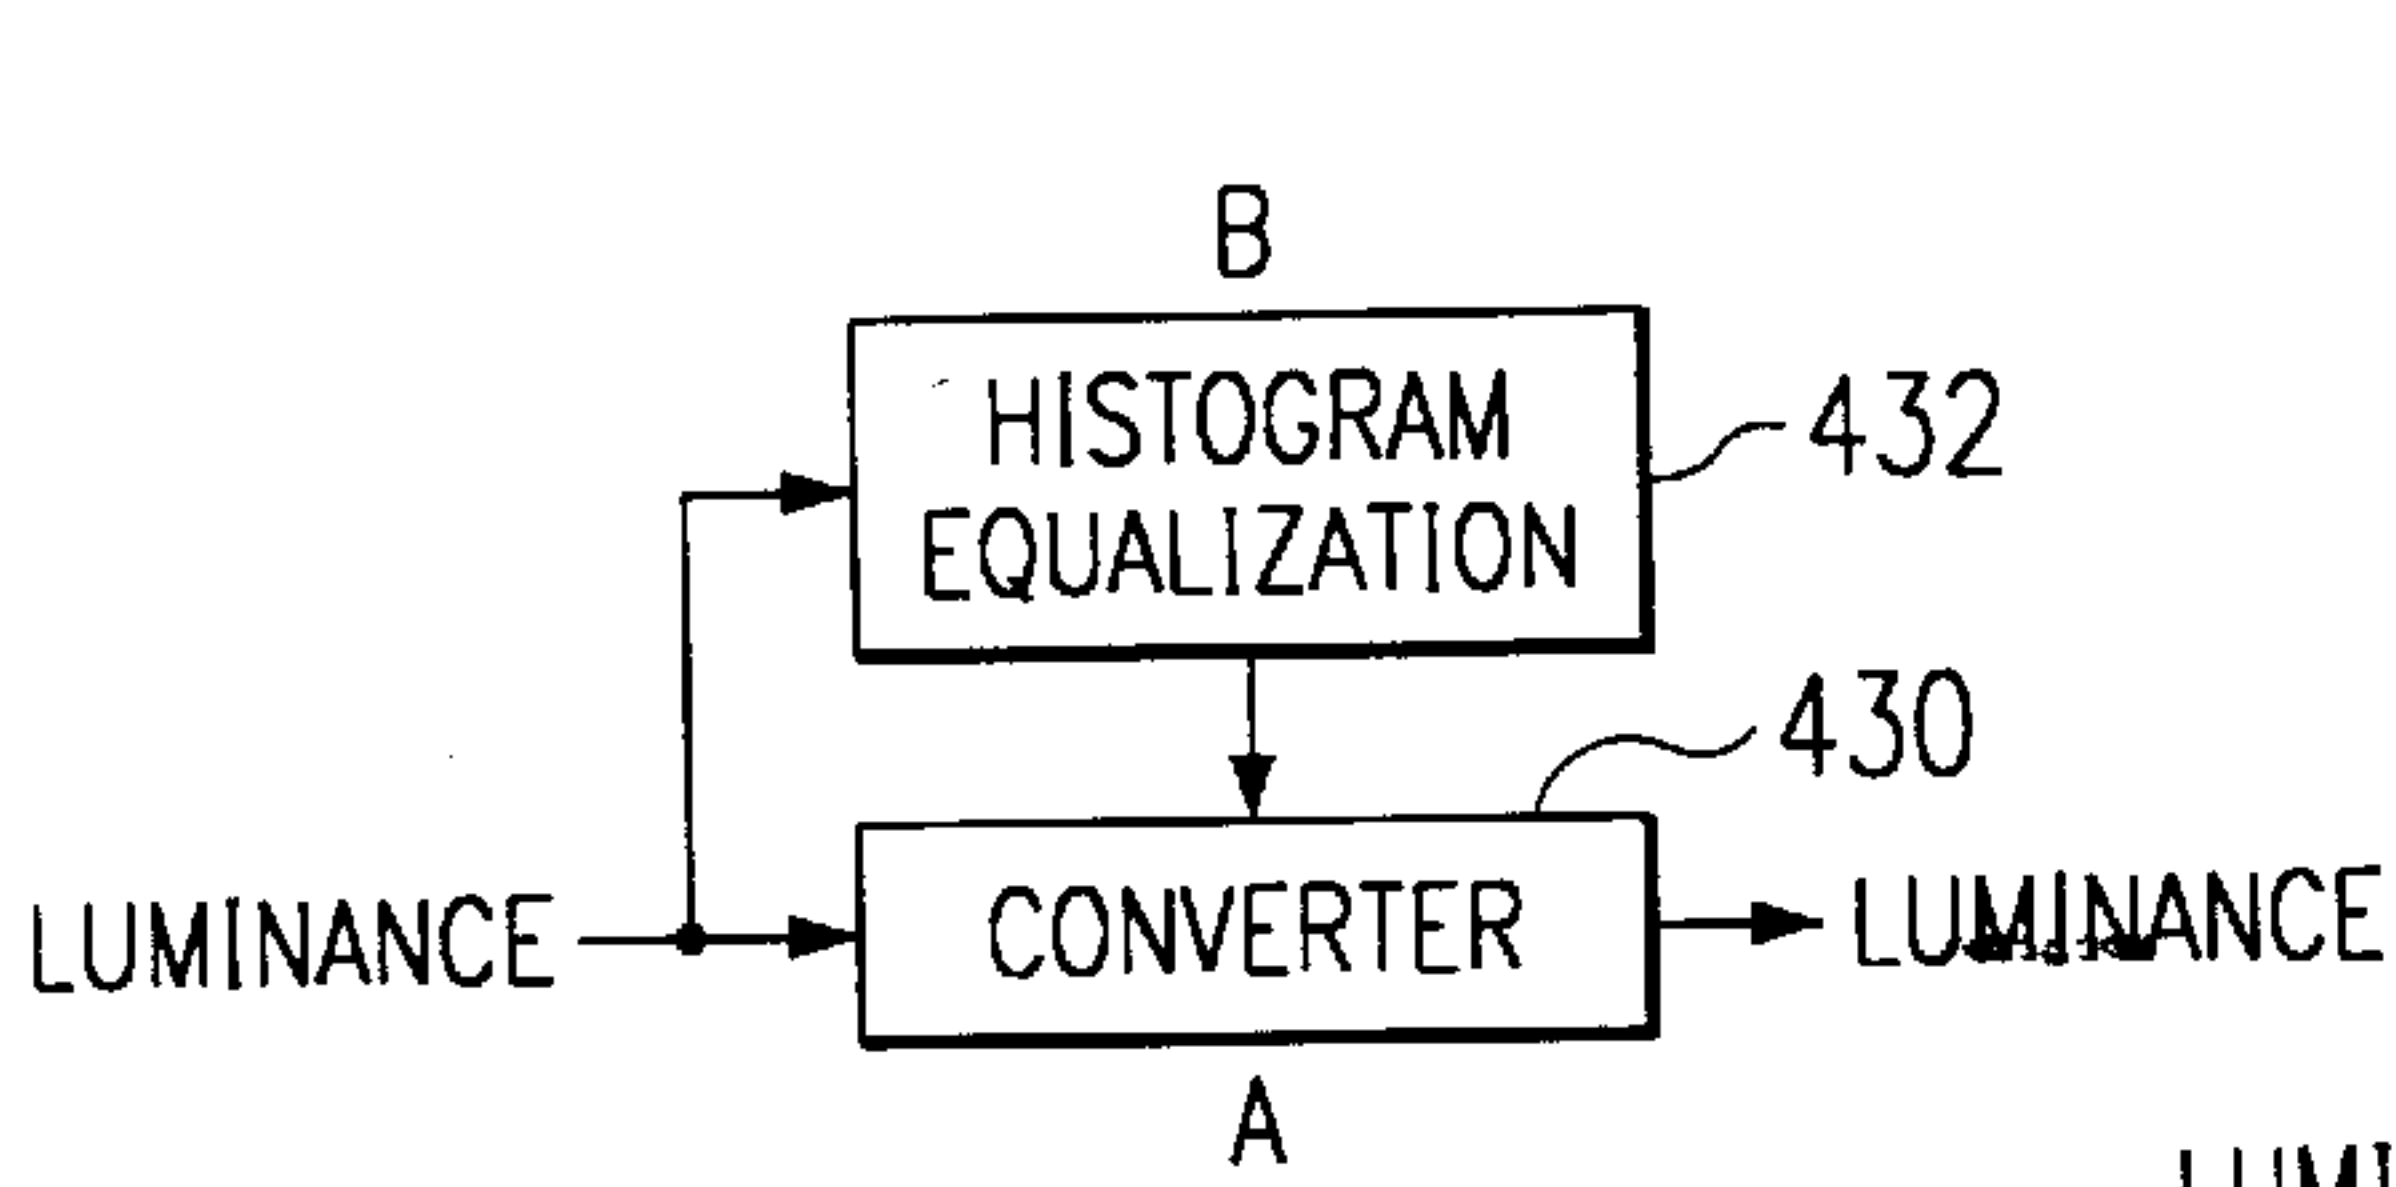 B
HISTOGRAM
EQUALIZATION
432
430
LUMINANCE
CONVERTER
LUMINANCE
A